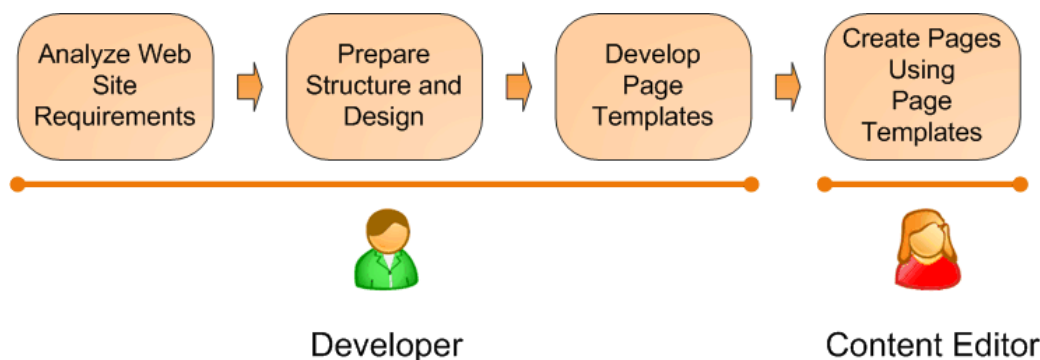 Analyze Web
Site
Requirements
Prepare
Structure and
Design
Develop
Page
Templates
Create Pages
Using
Page
Templates
Developer
Content Editor